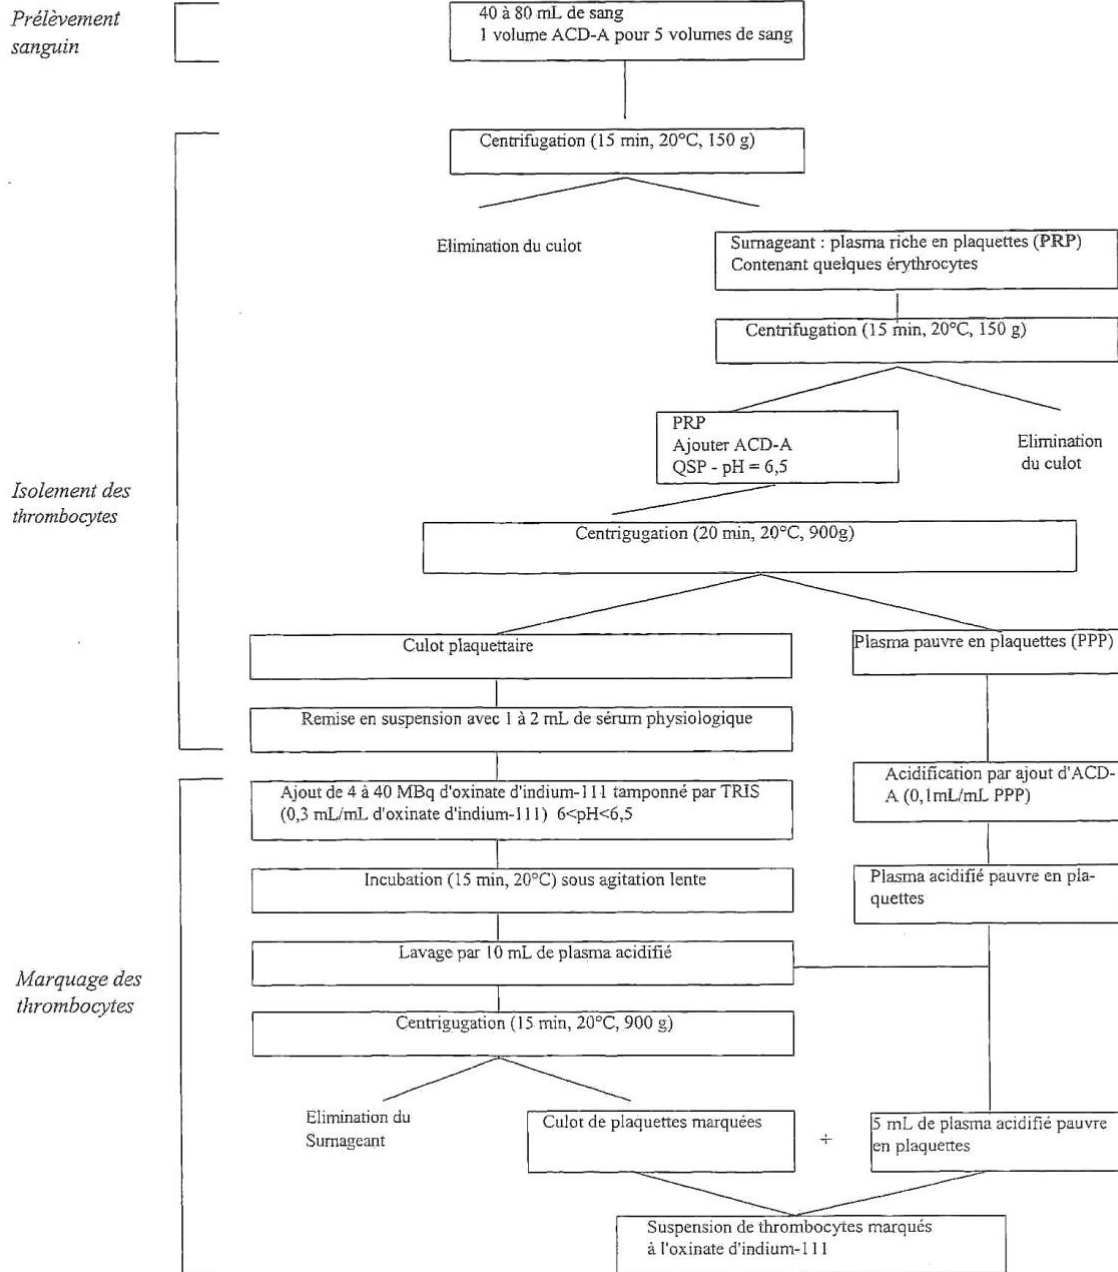 Prélèvement
sanguin
40 à 80 mL de sang
1 volume ACD-A pour 5 volumes de sang
Centrifugation (15 min, 20°C, 150 g)
Elimination du culot
Surnageant : plasma riche en plaquettes (PRP)
Contenant quelques érythrocytes
Centrifugation (15 min, 20°C, 150 g)
PRP
Ajouter ACD-A
QSP - pH = 6,5
Elimination
du culot
Isolement des
thrombocytes
Centrigugation (20 min, 20°C, 900g)
Culot plaquettaire
Plasma pauvre en plaquettes (PPP)
Remise en suspension avec 1 à 2 mL de sérum physiologique
Ajout de 4 à 40 MBq d'oxinate d'indium-111 tamponné par TRIS
(0,3 mL/mL d'oxinate d'indium-111) 6<pH<6,5
Acidification par ajout d'ACD-
A (0,1mL/mL PPP)
Incubation (15 min, 20°C) sous agitation lente
Plasma acidifié pauvre en pla-
quettes
Lavage par 10 mL de plasma acidifié
Marquage des
thrombocytes
Centrigugation (15 min, 20°C, 900 g)
Elimination du
Surnageant
Culot de plaquettes marquées
÷
5 mL de plasma acidifié pauvre
en plaquettes
Suspension de thrombocytes marqués
à l'oxinate d'indium-111